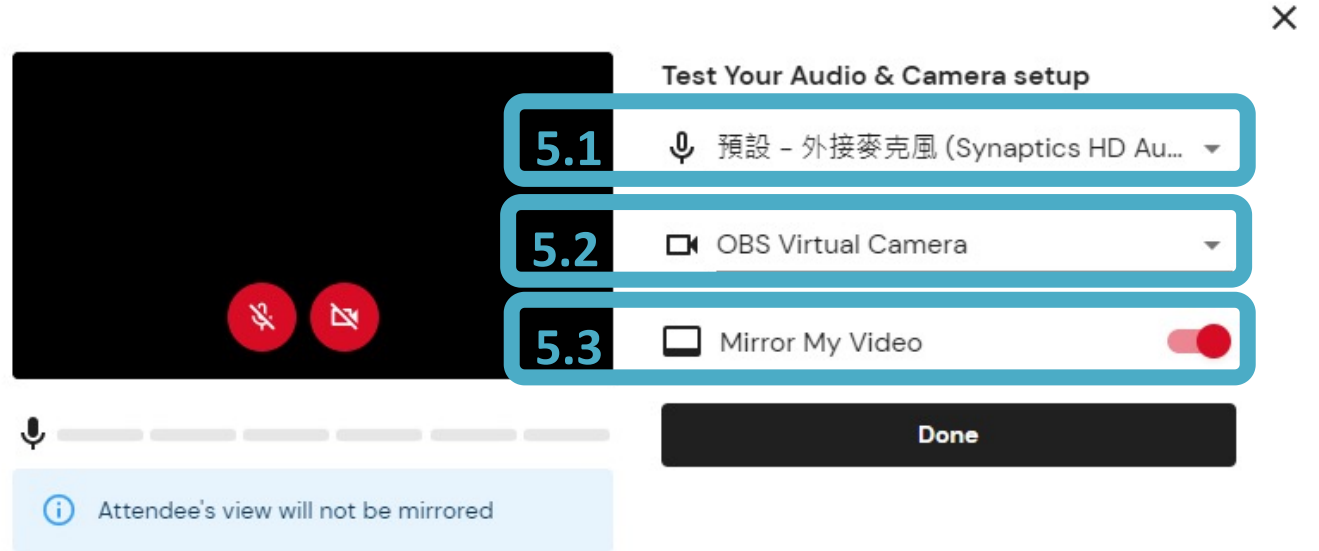 Test Your Audio & Camera setup
5.1 預設 - 外接麥克風 (Synaptics HD Au...
5.2 OBS Virtual Camera
5.3 Mirror My Video
Done
Attendee's view will not be mirrored